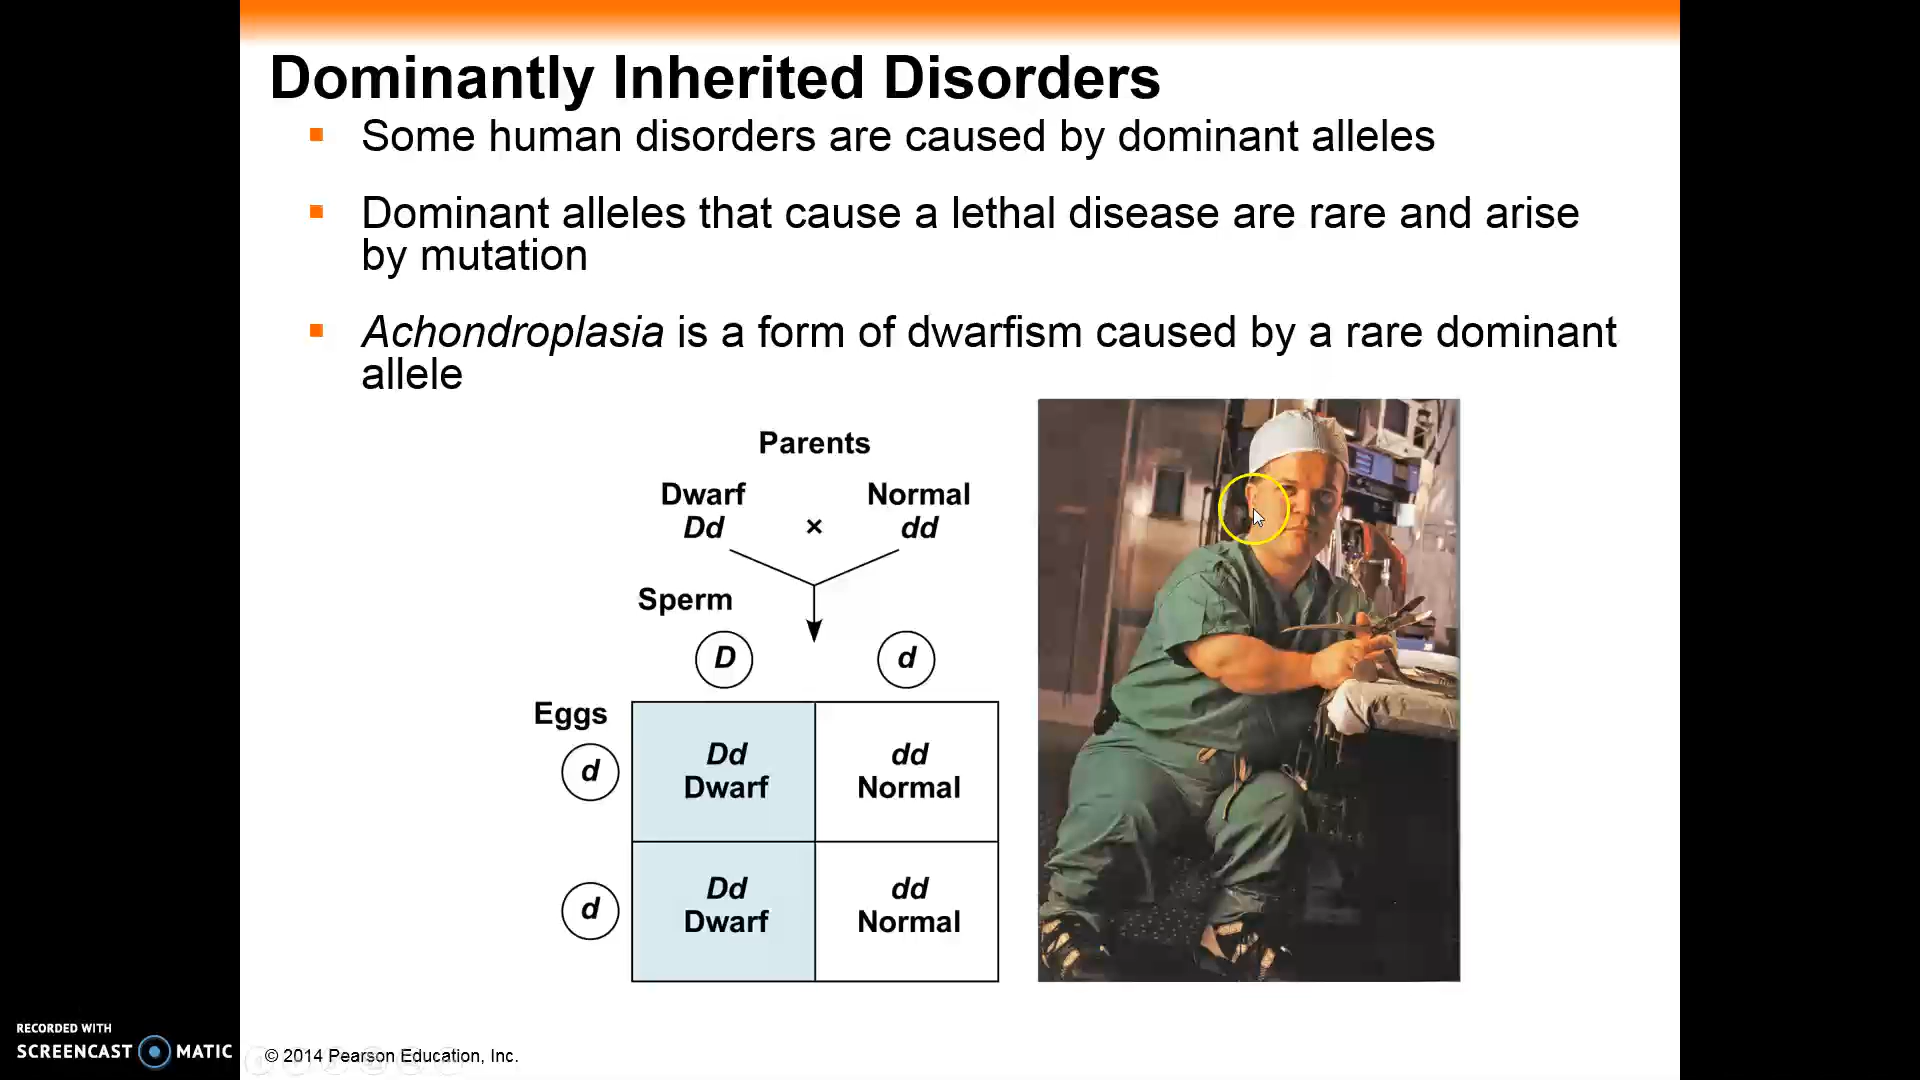 Dominantly Inherited Disorders
Some human disorders are caused by dominant alleles
Dominant alleles that cause a lethal disease are rare and arise
by mutation
Achondroplasia is a form of dwarfism caused by a rare dominant
allele
Parents
Dwarf Normal
Dd × dd
Sperm
D d
Eggs
d
Dd dd
Dwarf Normal
d
Dd dd
Dwarf Normal
RECORDED WITH
SCREENCAST MATIC
© 2014 Pearson Education, Inc.